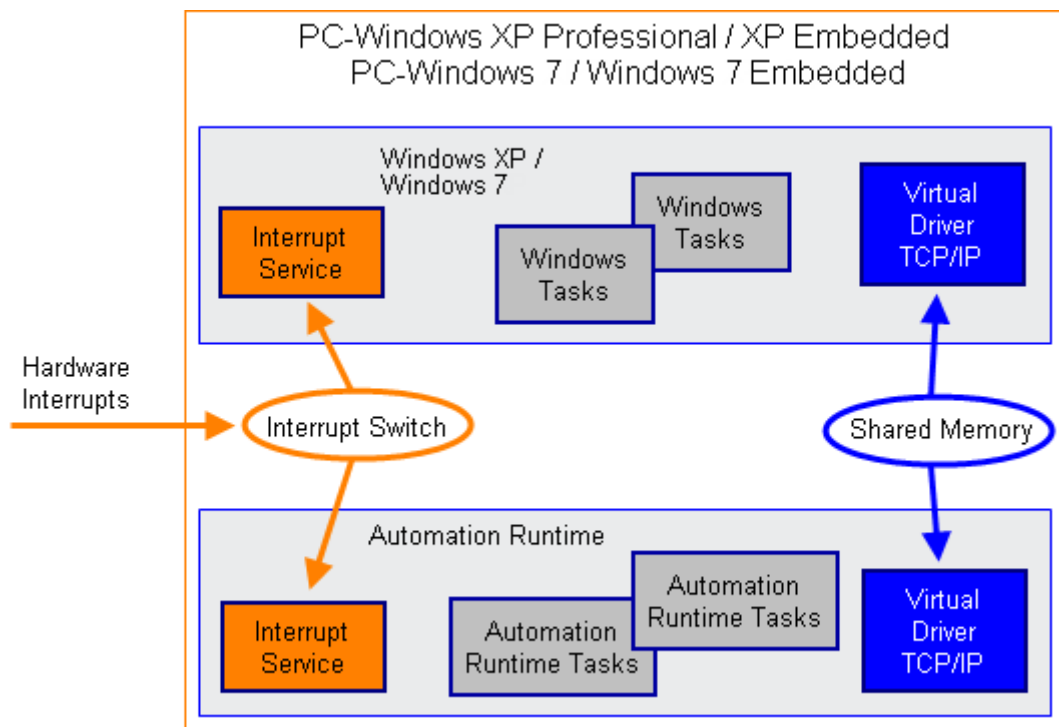 PC-Windows XP Professional / XP Embedded
PC-Windows 7 / Windows 7 Embedded
Windows XP /
Windows 7
Interrupt
Service
Windows
Tasks
Windows
Tasks
Virtual
Driver
TCP/IP
Hardware
Interrupts
Interrupt Switch
Shared Memory
Automation Runtime
Interrupt
Service
Automation
Runtime Tasks
Automation
Runtime Tasks
Virtual
Driver
TCP/IP